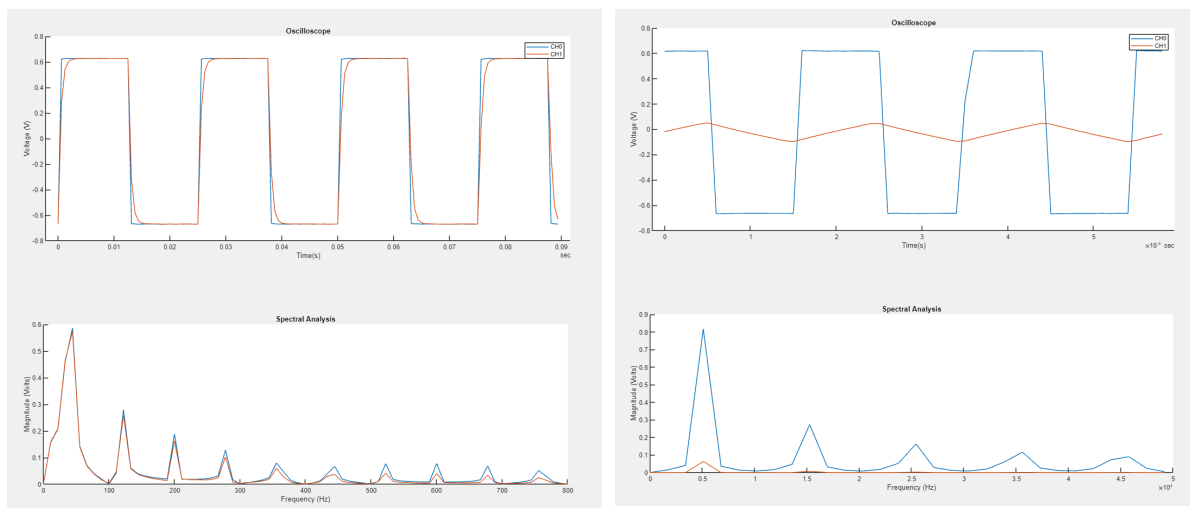 Oscilloscope
CH0
CH1
Voltage (V)
0.8
0.6
0.4
0.2
0
-0.2
-0.4
-0.6
-0.8
0 0.01 0.02 0.03 0.04 0.05 0.06 0.07 0.08 0.09
Time(s)
sec
Spectral Analysis
Magnitude (Volts)
0.6
0.5
0.4
0.3
0.2
0.1
0
0 100 200 300 400 500 600 700 800
Frequency (Hz)
Oscilloscope
CH0
CH1
Voltage (V)
0.8
0.6
0.4
0.2
0
-0.2
-0.4
-0.6
-0.8
0 1 2 3 4 5
Time(s)
sec
Spectral Analysis
Magnitude (Volts)
0.9
0.8
0.7
0.6
0.5
0.4
0.3
0.2
0.1
0
0 0.5 1 1.5 2 2.5 3 3.5 4 4.5 5
Frequency (Hz)